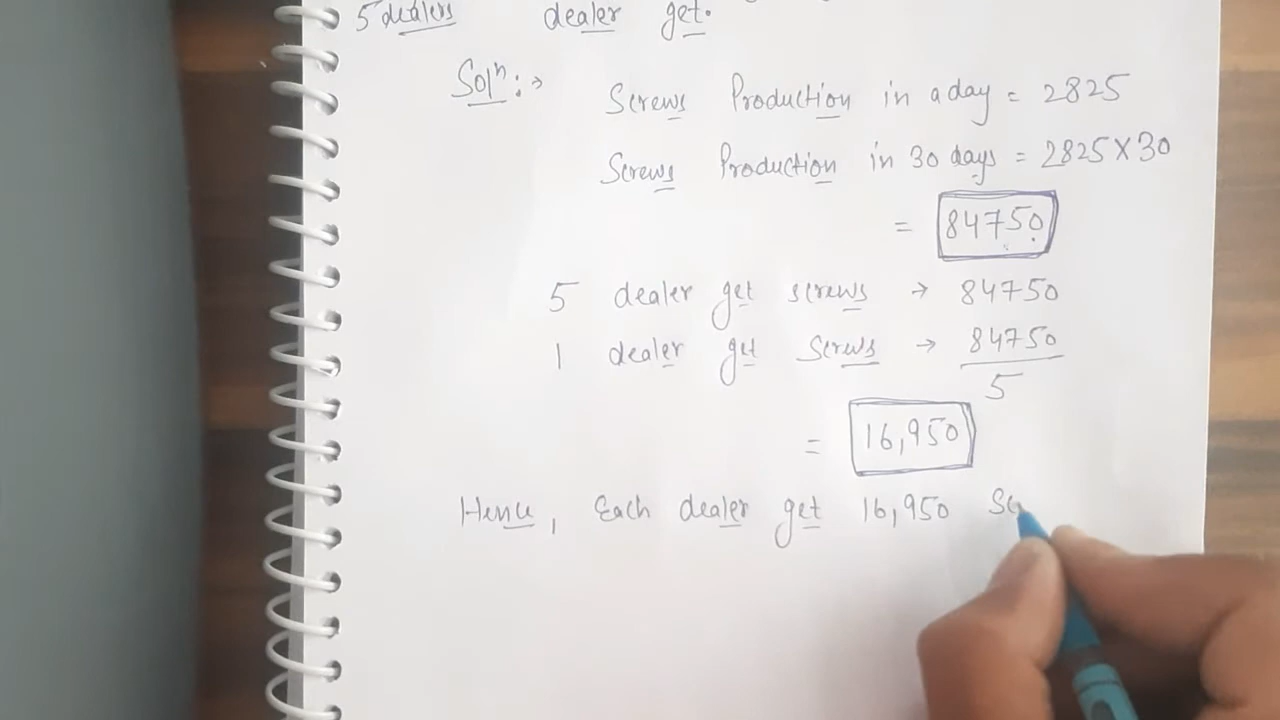 5 dealers dealer get.
Solⁿ :→ Screws Production in a day = 2825
Screws Production in 30 days = 2825 X 30
= 84750
5 dealer get screws → 84750
1 dealer get Screws → 84750
5
= 16,950
Hence, Each dealer get 16,950 Sc